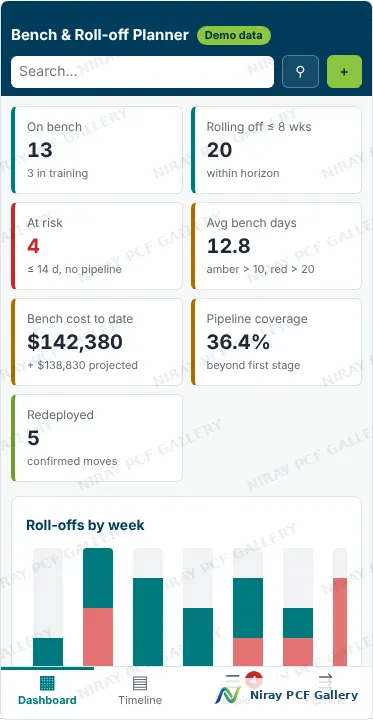 Bench & Roll-off Planner Demo data
Search... +
On bench
13
3 in training
Rolling off ≤ 8 wks
20
within horizon
At risk
4
≤ 14 d, no pipeline
Avg bench days
12.8
amber > 10, red > 20
Bench cost to date
$142,380
+ $138,830 projected
Pipeline coverage
36.4%
beyond first stage
Redeployed
5
confirmed moves
Roll-offs by week
Dashboard
Timeline
NIRAY PCF GALLERY
Niray PCF Gallery